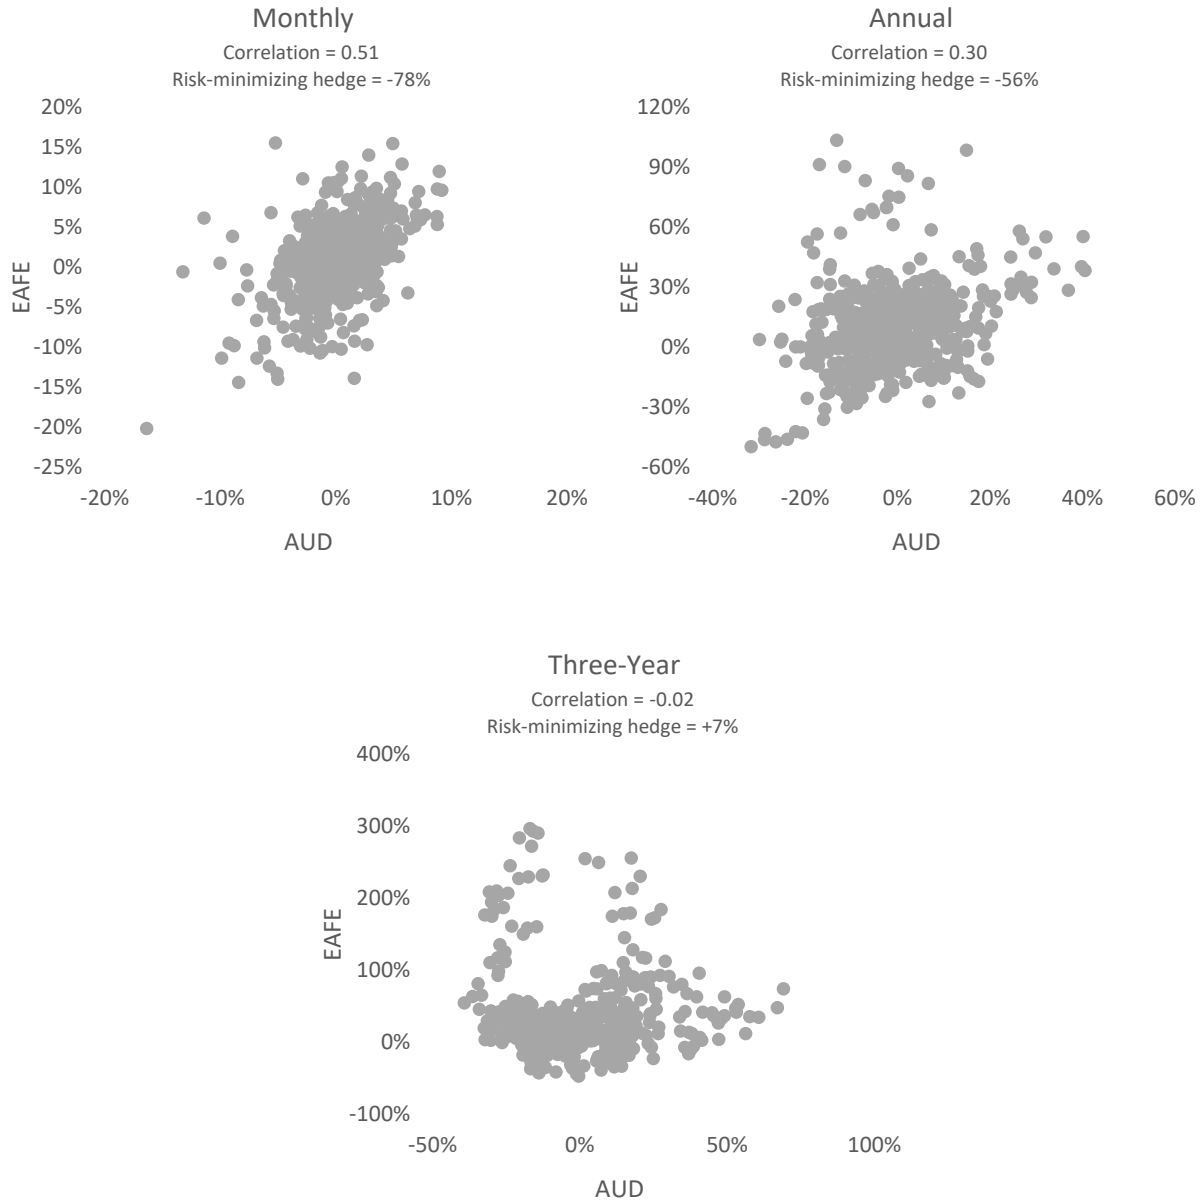 Monthly
Correlation = 0.51
Risk-minimizing hedge = -78%
20%
15%
10%
5%
0%
-5%
-10%
-15%
-20%
-25%
EAFE
-20%
-10%
0%
10%
20%
AUD
Annual
Correlation = 0.30
Risk-minimizing hedge = -56%
120%
90%
60%
30%
0%
-30%
-60%
EAFE
-40%
-20%
0%
20%
40%
60%
AUD
Three-Year
Correlation = -0.02
Risk-minimizing hedge = +7%
400%
300%
200%
100%
0%
-100%
EAFE
-50%
0%
50%
100%
AUD